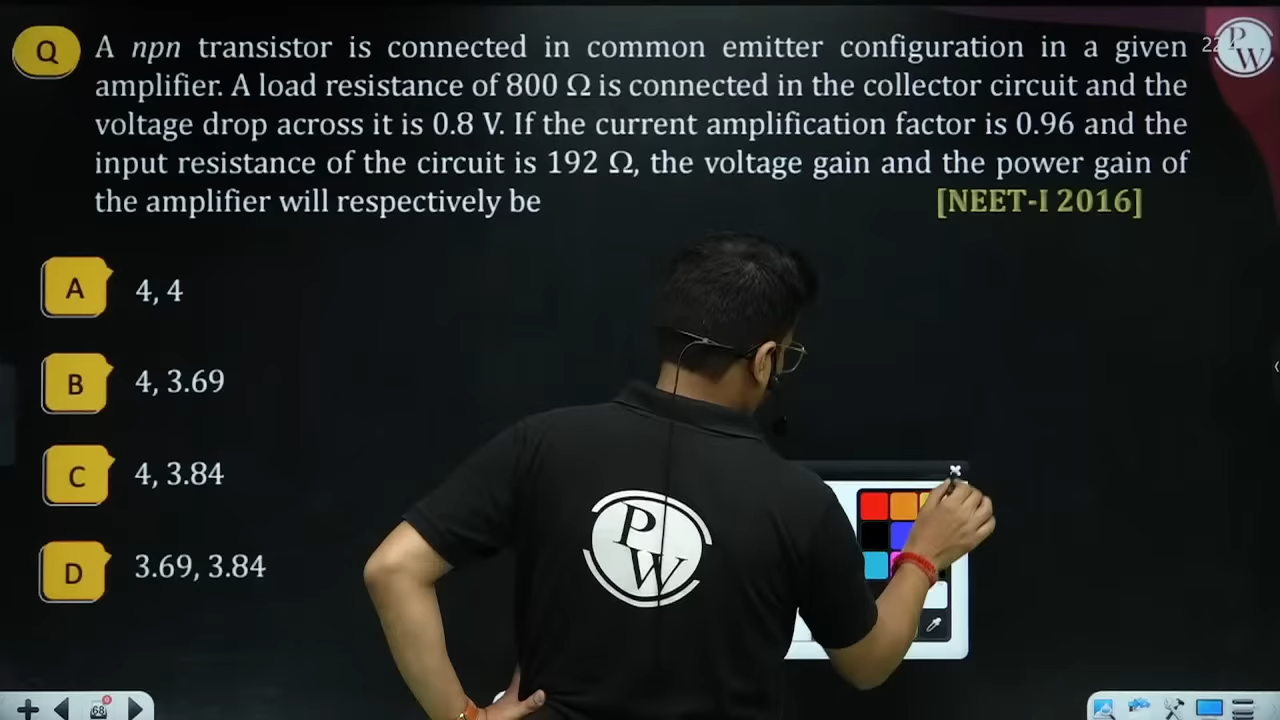 Q
A npn transistor is connected in common emitter configuration in a given
amplifier. A load resistance of 800 Ω is connected in the collector circuit and the
voltage drop across it is 0.8 V. If the current amplification factor is 0.96 and the
input resistance of the circuit is 192 Ω, the voltage gain and the power gain of
the amplifier will respectively be
[NEET-I 2016]
A 4, 4
B 4, 3.69
C 4, 3.84
D 3.69, 3.84
PW
PW
68